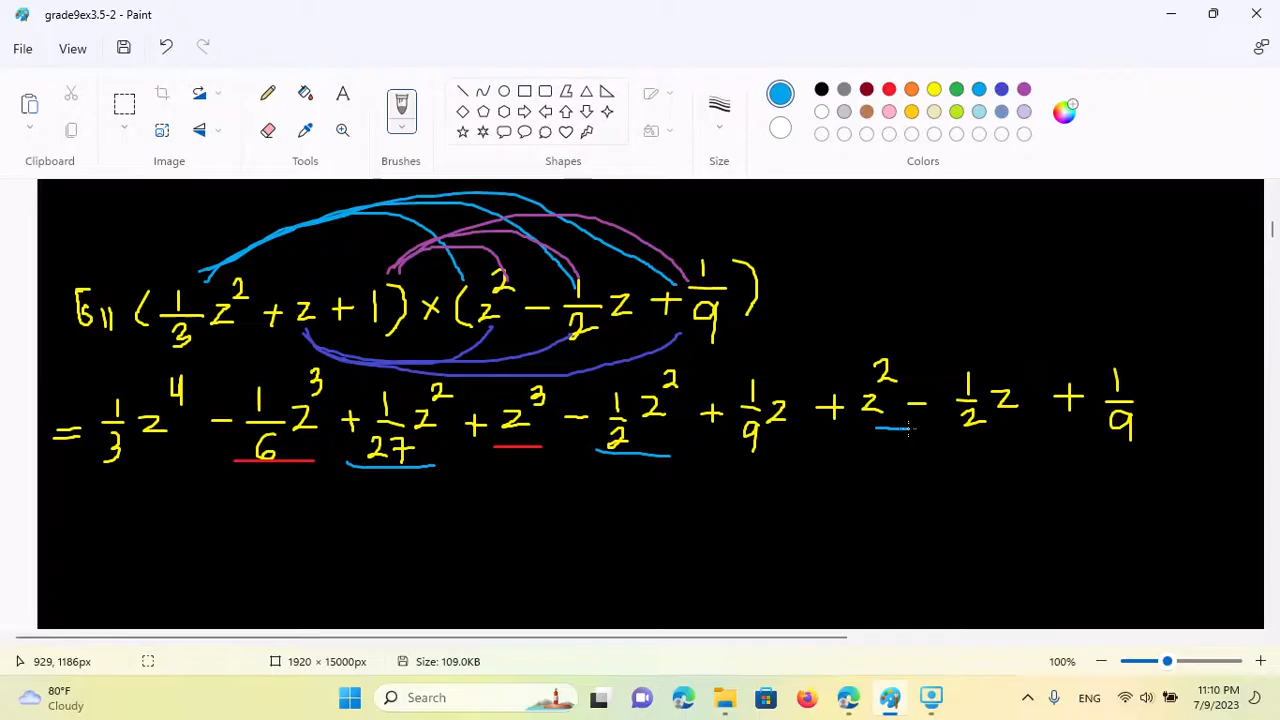 grade9ex3.5-2 - Paint
File View
Clipboard Image Tools Brushes Shapes Size Colors
(1/3 z² + z + 1) × (z² - 1/2 z + 1/9)
= 1/3 z⁴ - 1/6 z³ + 1/27 z² + z³ - 1/2 z² + 1/9 z + z² - 1/2 z + 1/9
929, 1186px 1920 × 15000px Size: 109.0KB 100%
80°F
Cloudy
Search
ENG
11:10 PM
7/9/2023